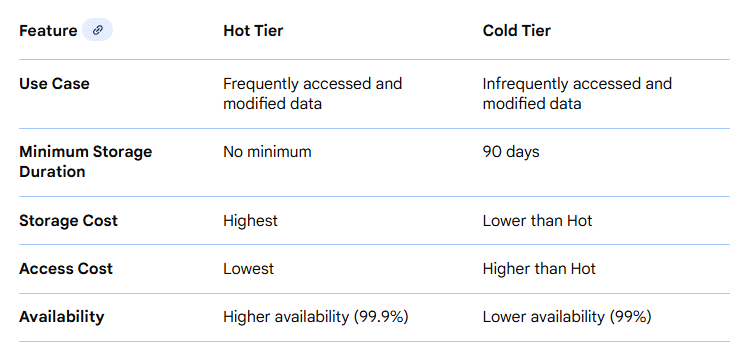 Feature Hot Tier Cold Tier
Use Case Frequently accessed and Infrequently accessed and
modified data modified data
Minimum Storage No minimum 90 days
Duration
Storage Cost Highest Lower than Hot
Access Cost Lowest Higher than Hot
Availability Higher availability (99.9%) Lower availability (99%)